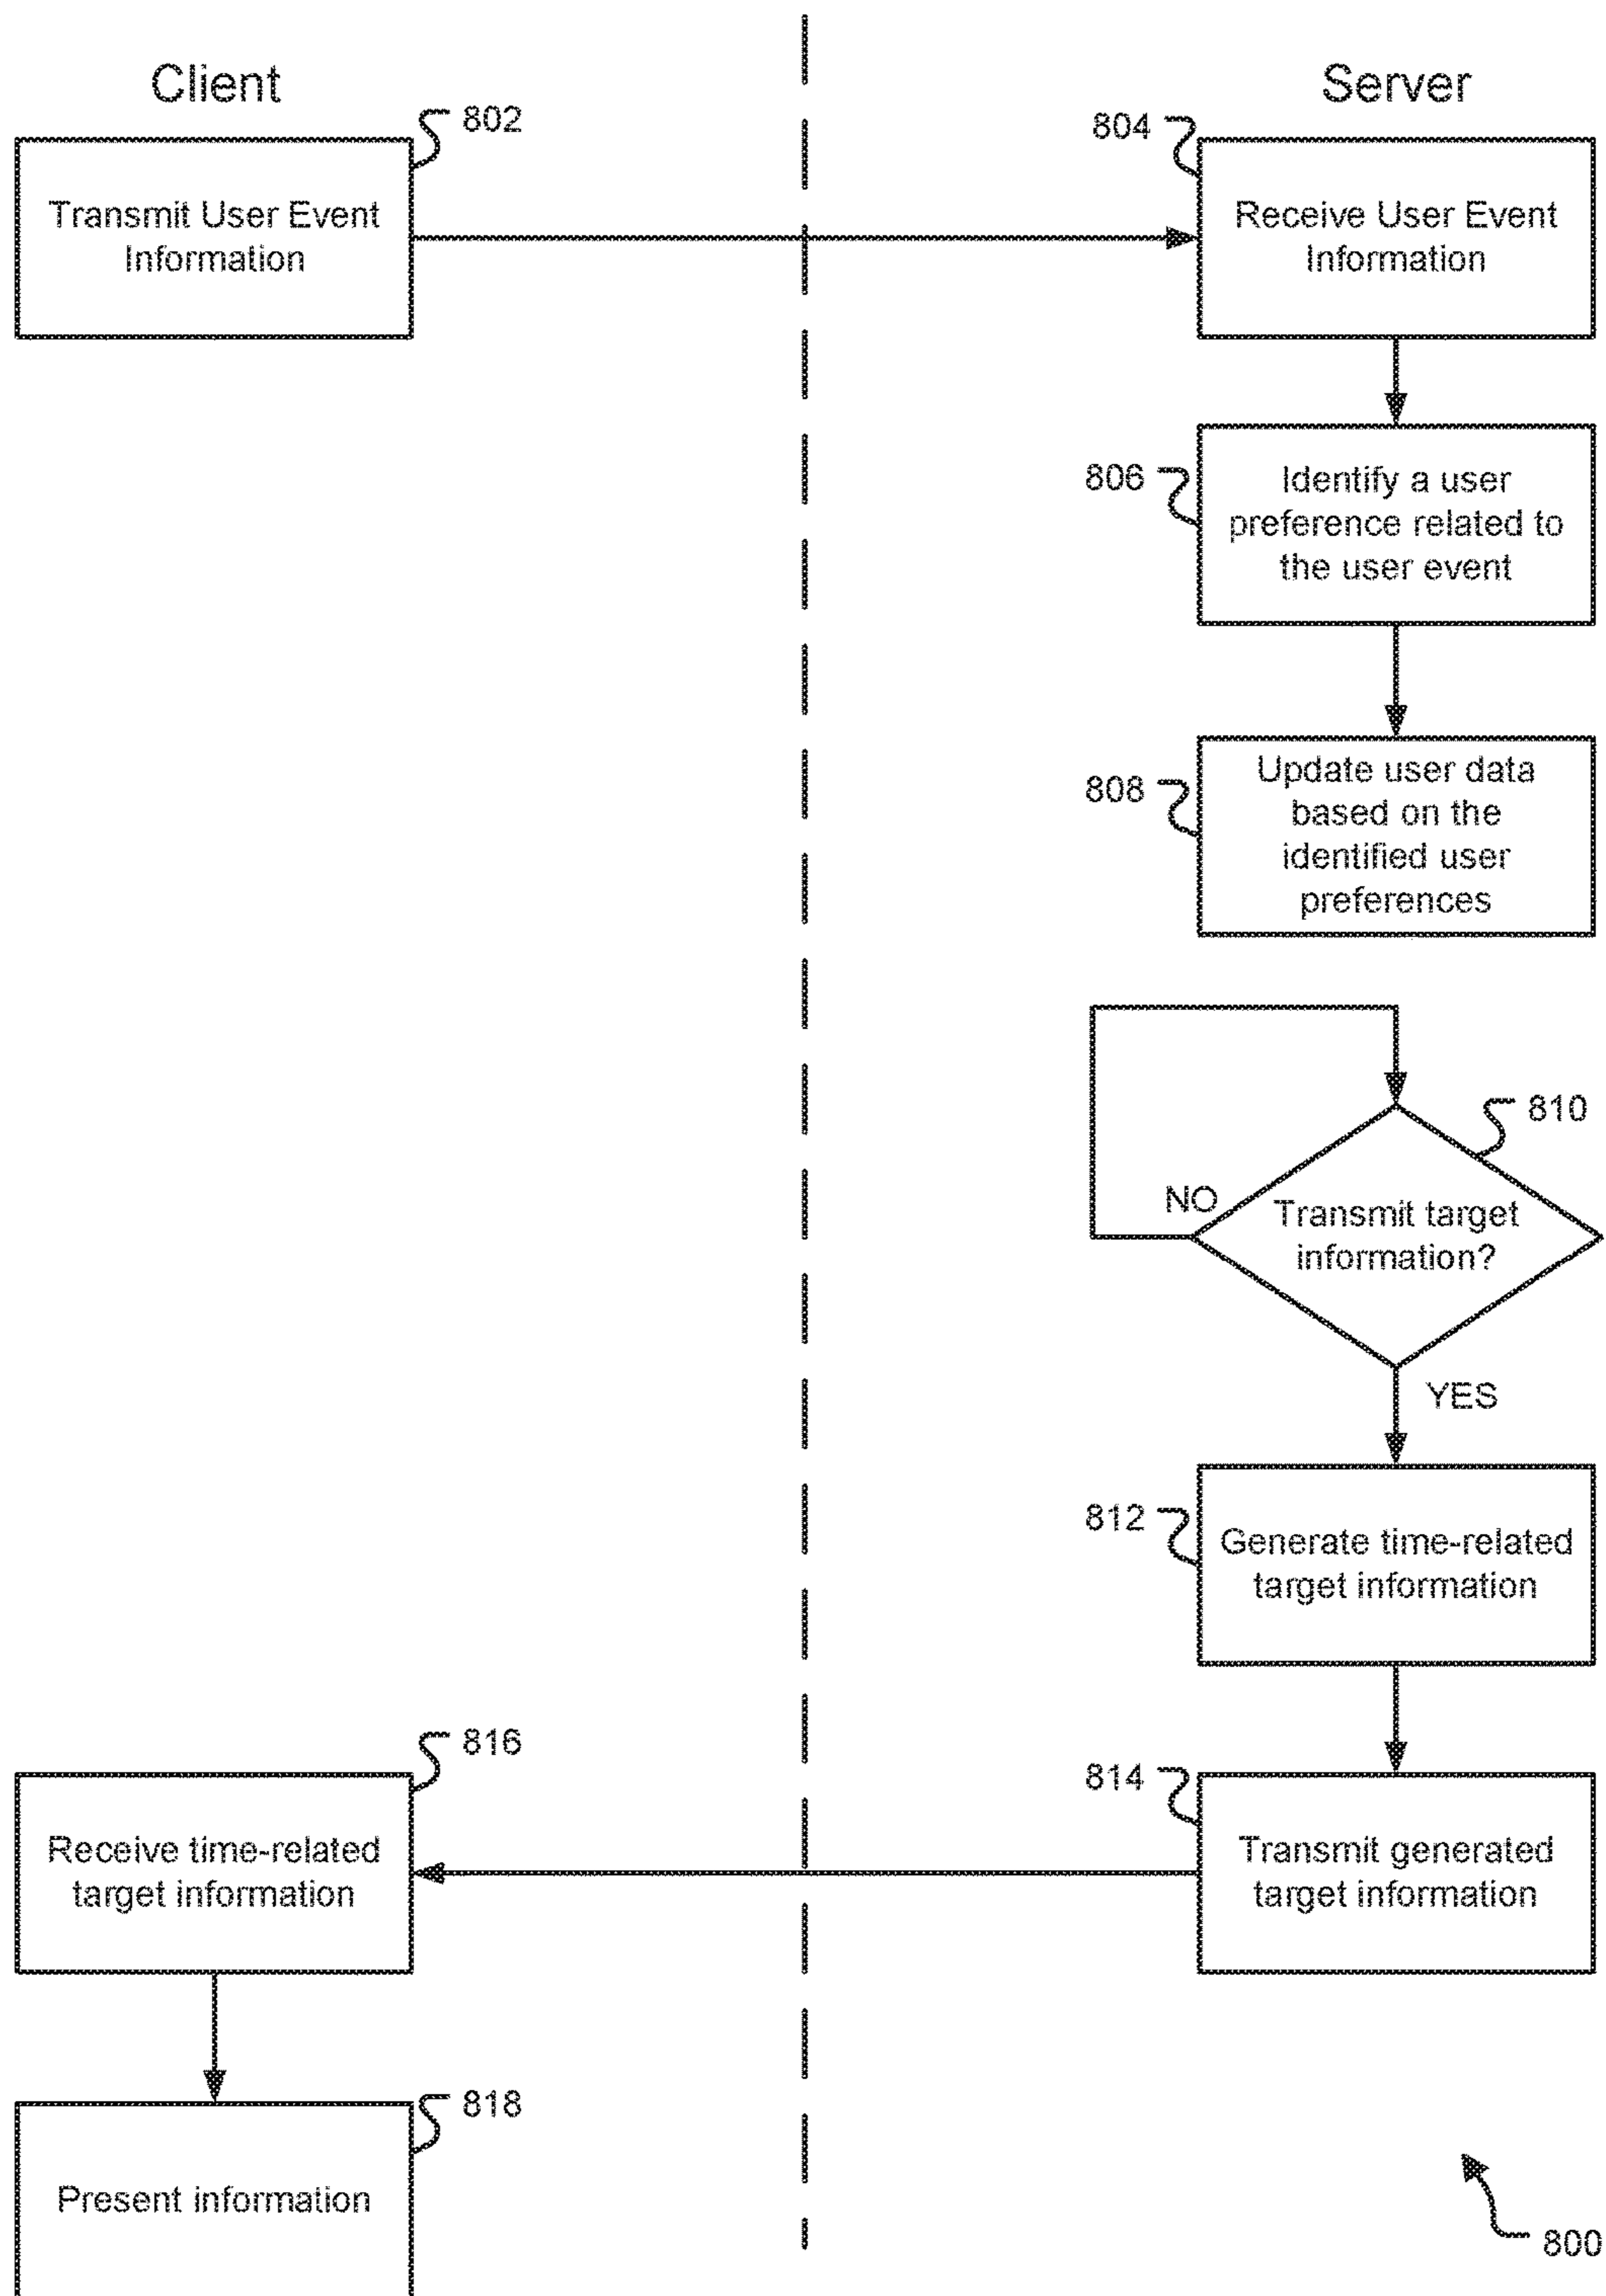 Client
Server
802
804
Transmit User Event
Information
Receive User Event
Information
806
Identify a user
preference related to
the user event
808
Update user data
based on the
identified user
preferences
810
NO
Transmit target
information?
YES
812
Generate time-related
target information
816
814
Receive time-related
target information
Transmit generated
target information
818
Present information
800